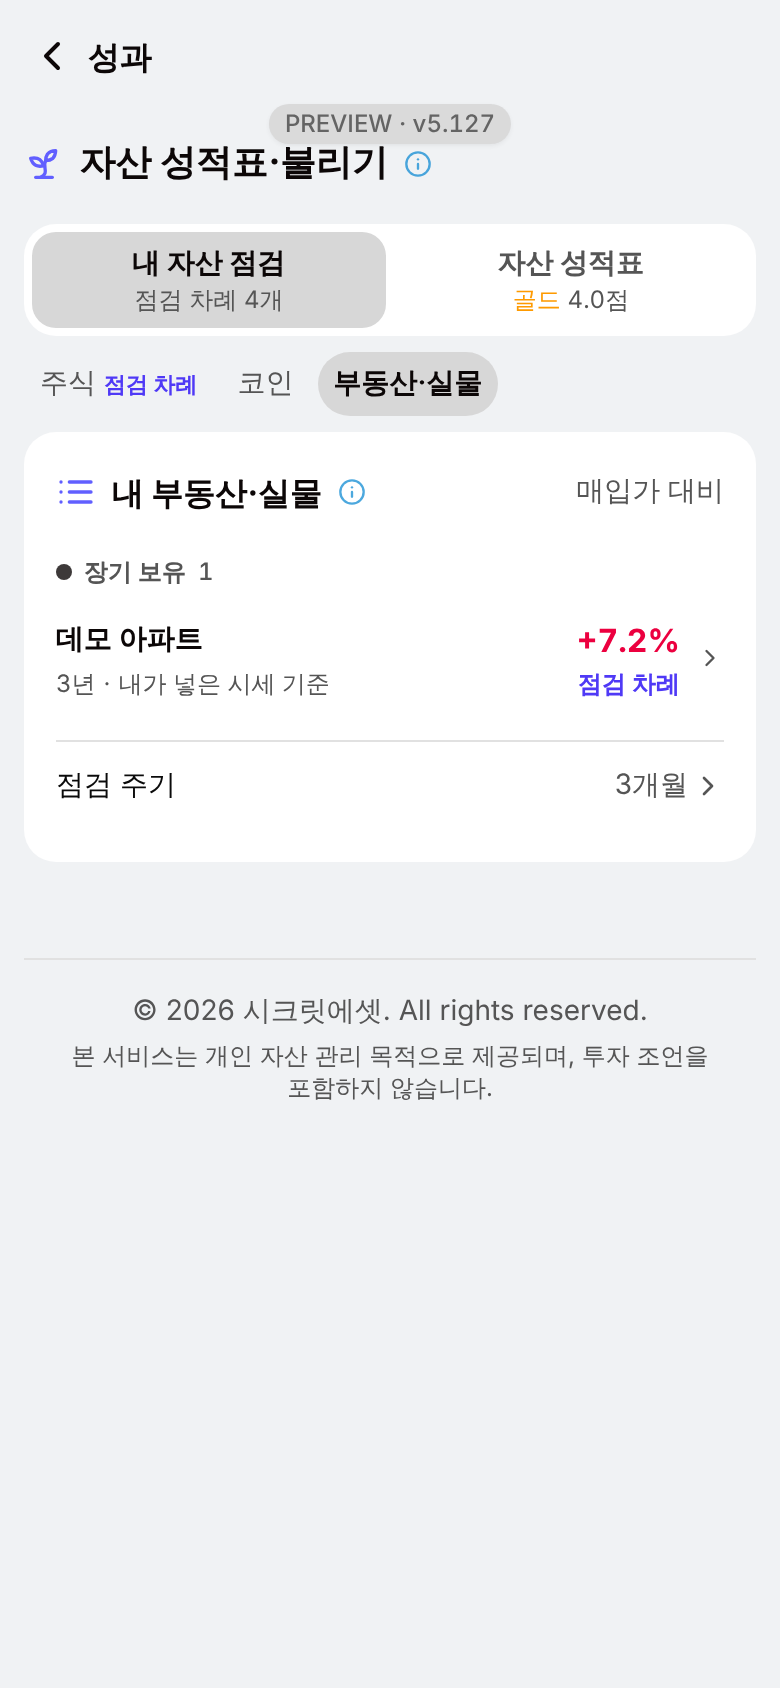 성과
PREVIEW · v5.127
자산 성적표·불리기
내 자산 점검
점검 차례 4개
자산 성적표
골드 4.0점
주식 점검 차례
코인
부동산·실물
내 부동산·실물
매입가 대비
장기 보유 1
데모 아파트
+7.2%
3년 · 내가 넣은 시세 기준
점검 차례
점검 주기
3개월
© 2026 시크릿에셋. All rights reserved.
본 서비스는 개인 자산 관리 목적으로 제공되며, 투자 조언을
포함하지 않습니다.